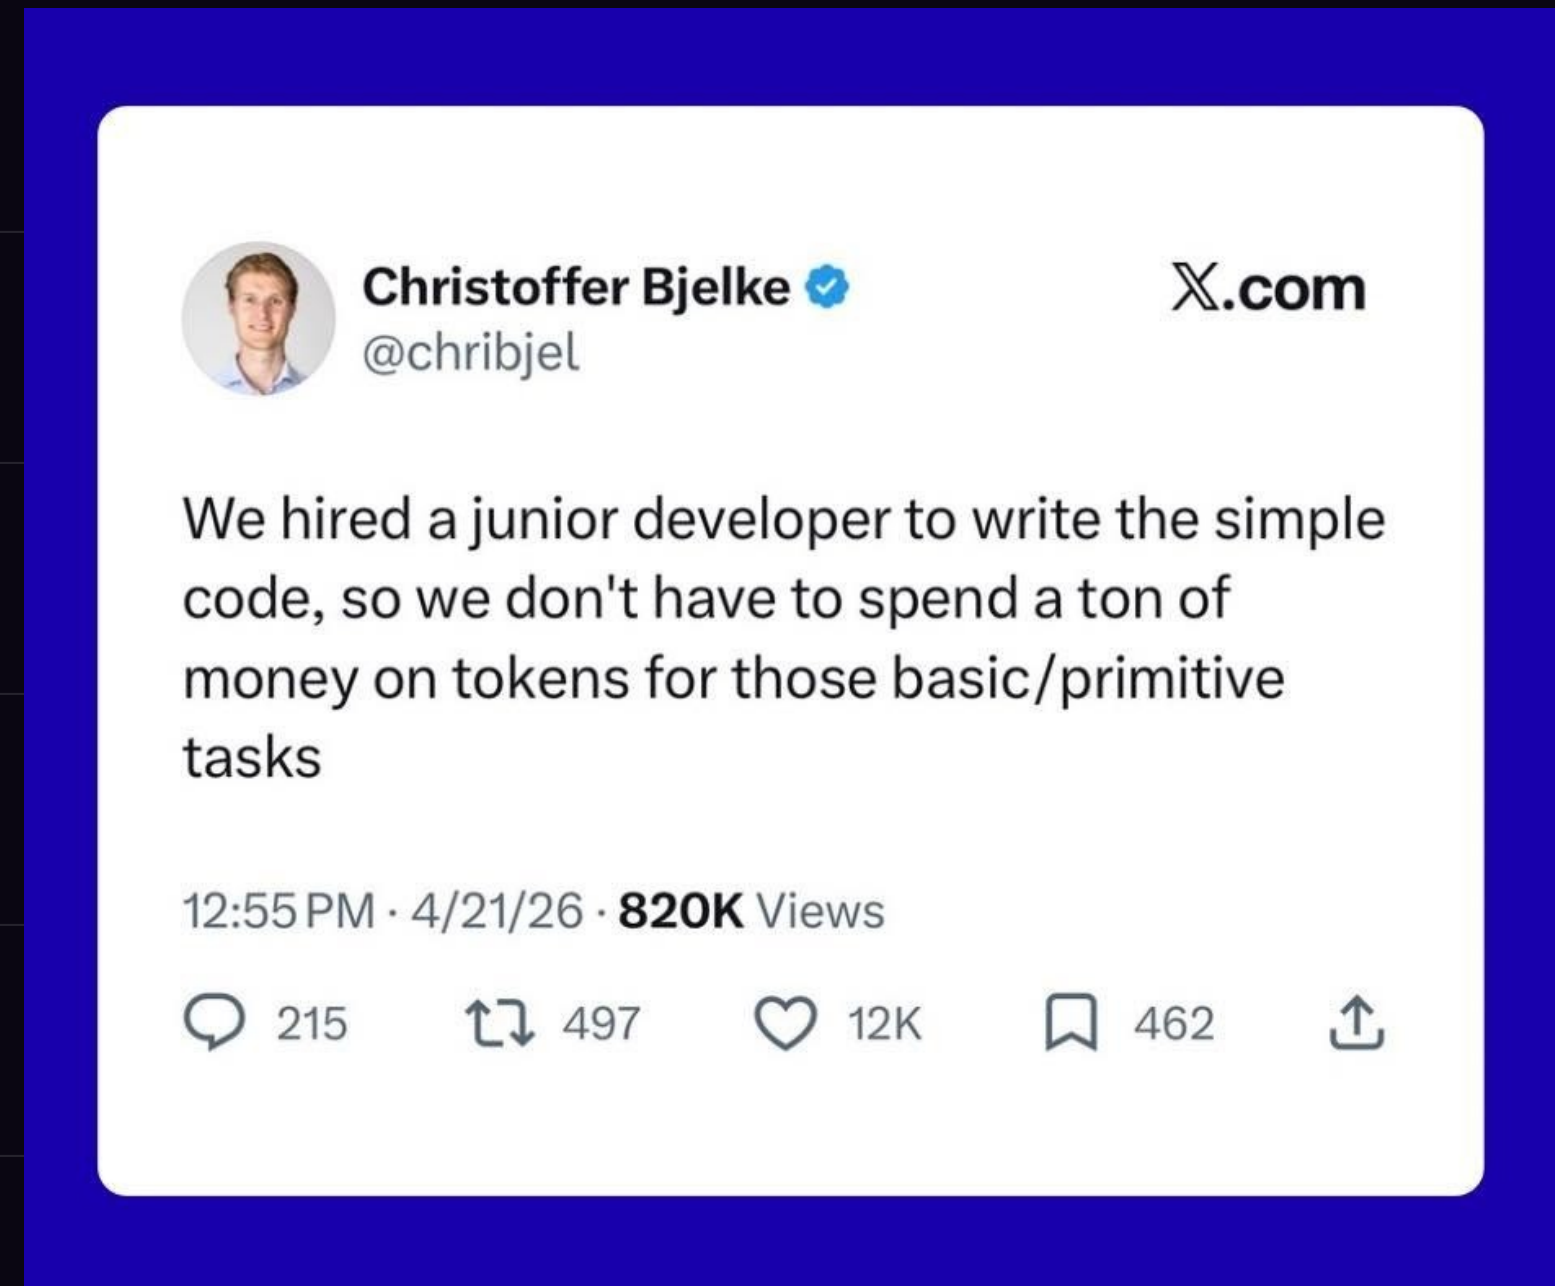 Christoffer Bjelke
X.com
@chribjel
We hired a junior developer to write the simple
code, so we don't have to spend a ton of
money on tokens for those basic/primitive
tasks
12:55 PM · 4/21/26 · 820K Views
215 497 12K 462